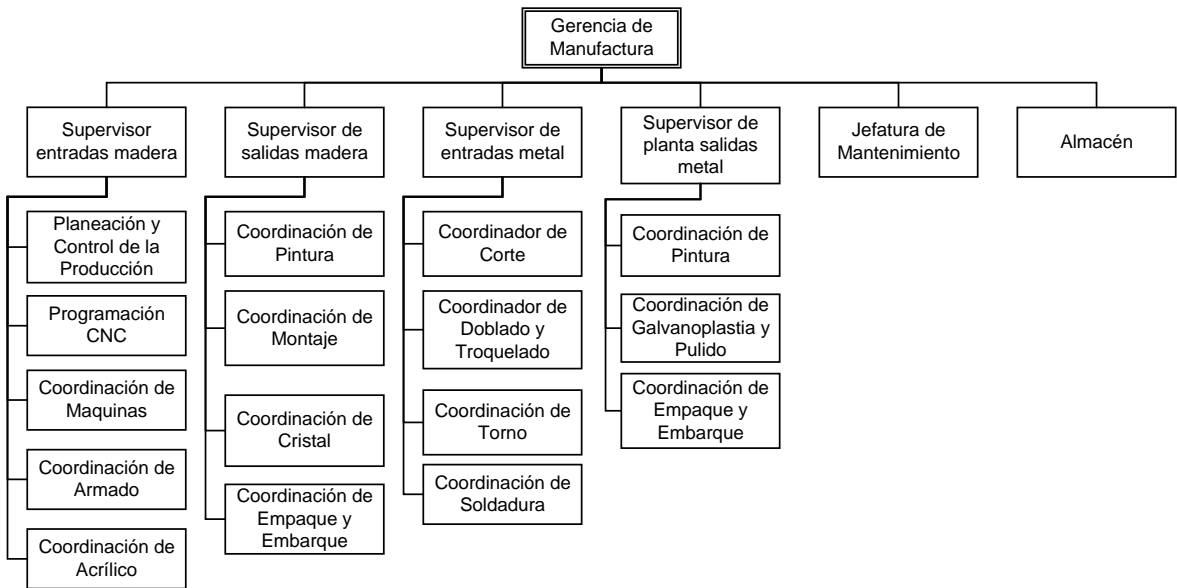 Gerencia de
Manufactura
Supervisor
entradas madera
Supervisor de
salidas madera
Supervisor de
entradas metal
Supervisor de
planta salidas
metal
Jefatura de
Mantenimiento
Almacén
Planeación y
Control de la
Producción
Programación
CNC
Coordinación de
Maquinas
Coordinación de
Armado
Coordinación de
Acrílico
Coordinación de
Pintura
Coordinación de
Montaje
Coordinación de
Cristal
Coordinación de
Empaque y
Embarque
Coordinador de
Corte
Coordinador de
Doblado y
Troquelado
Coordinación de
Torno
Coordinación de
Soldadura
Coordinación de
Pintura
Coordinación de
Galvanoplastia y
Pulido
Coordinación de
Empaque y
Embarque